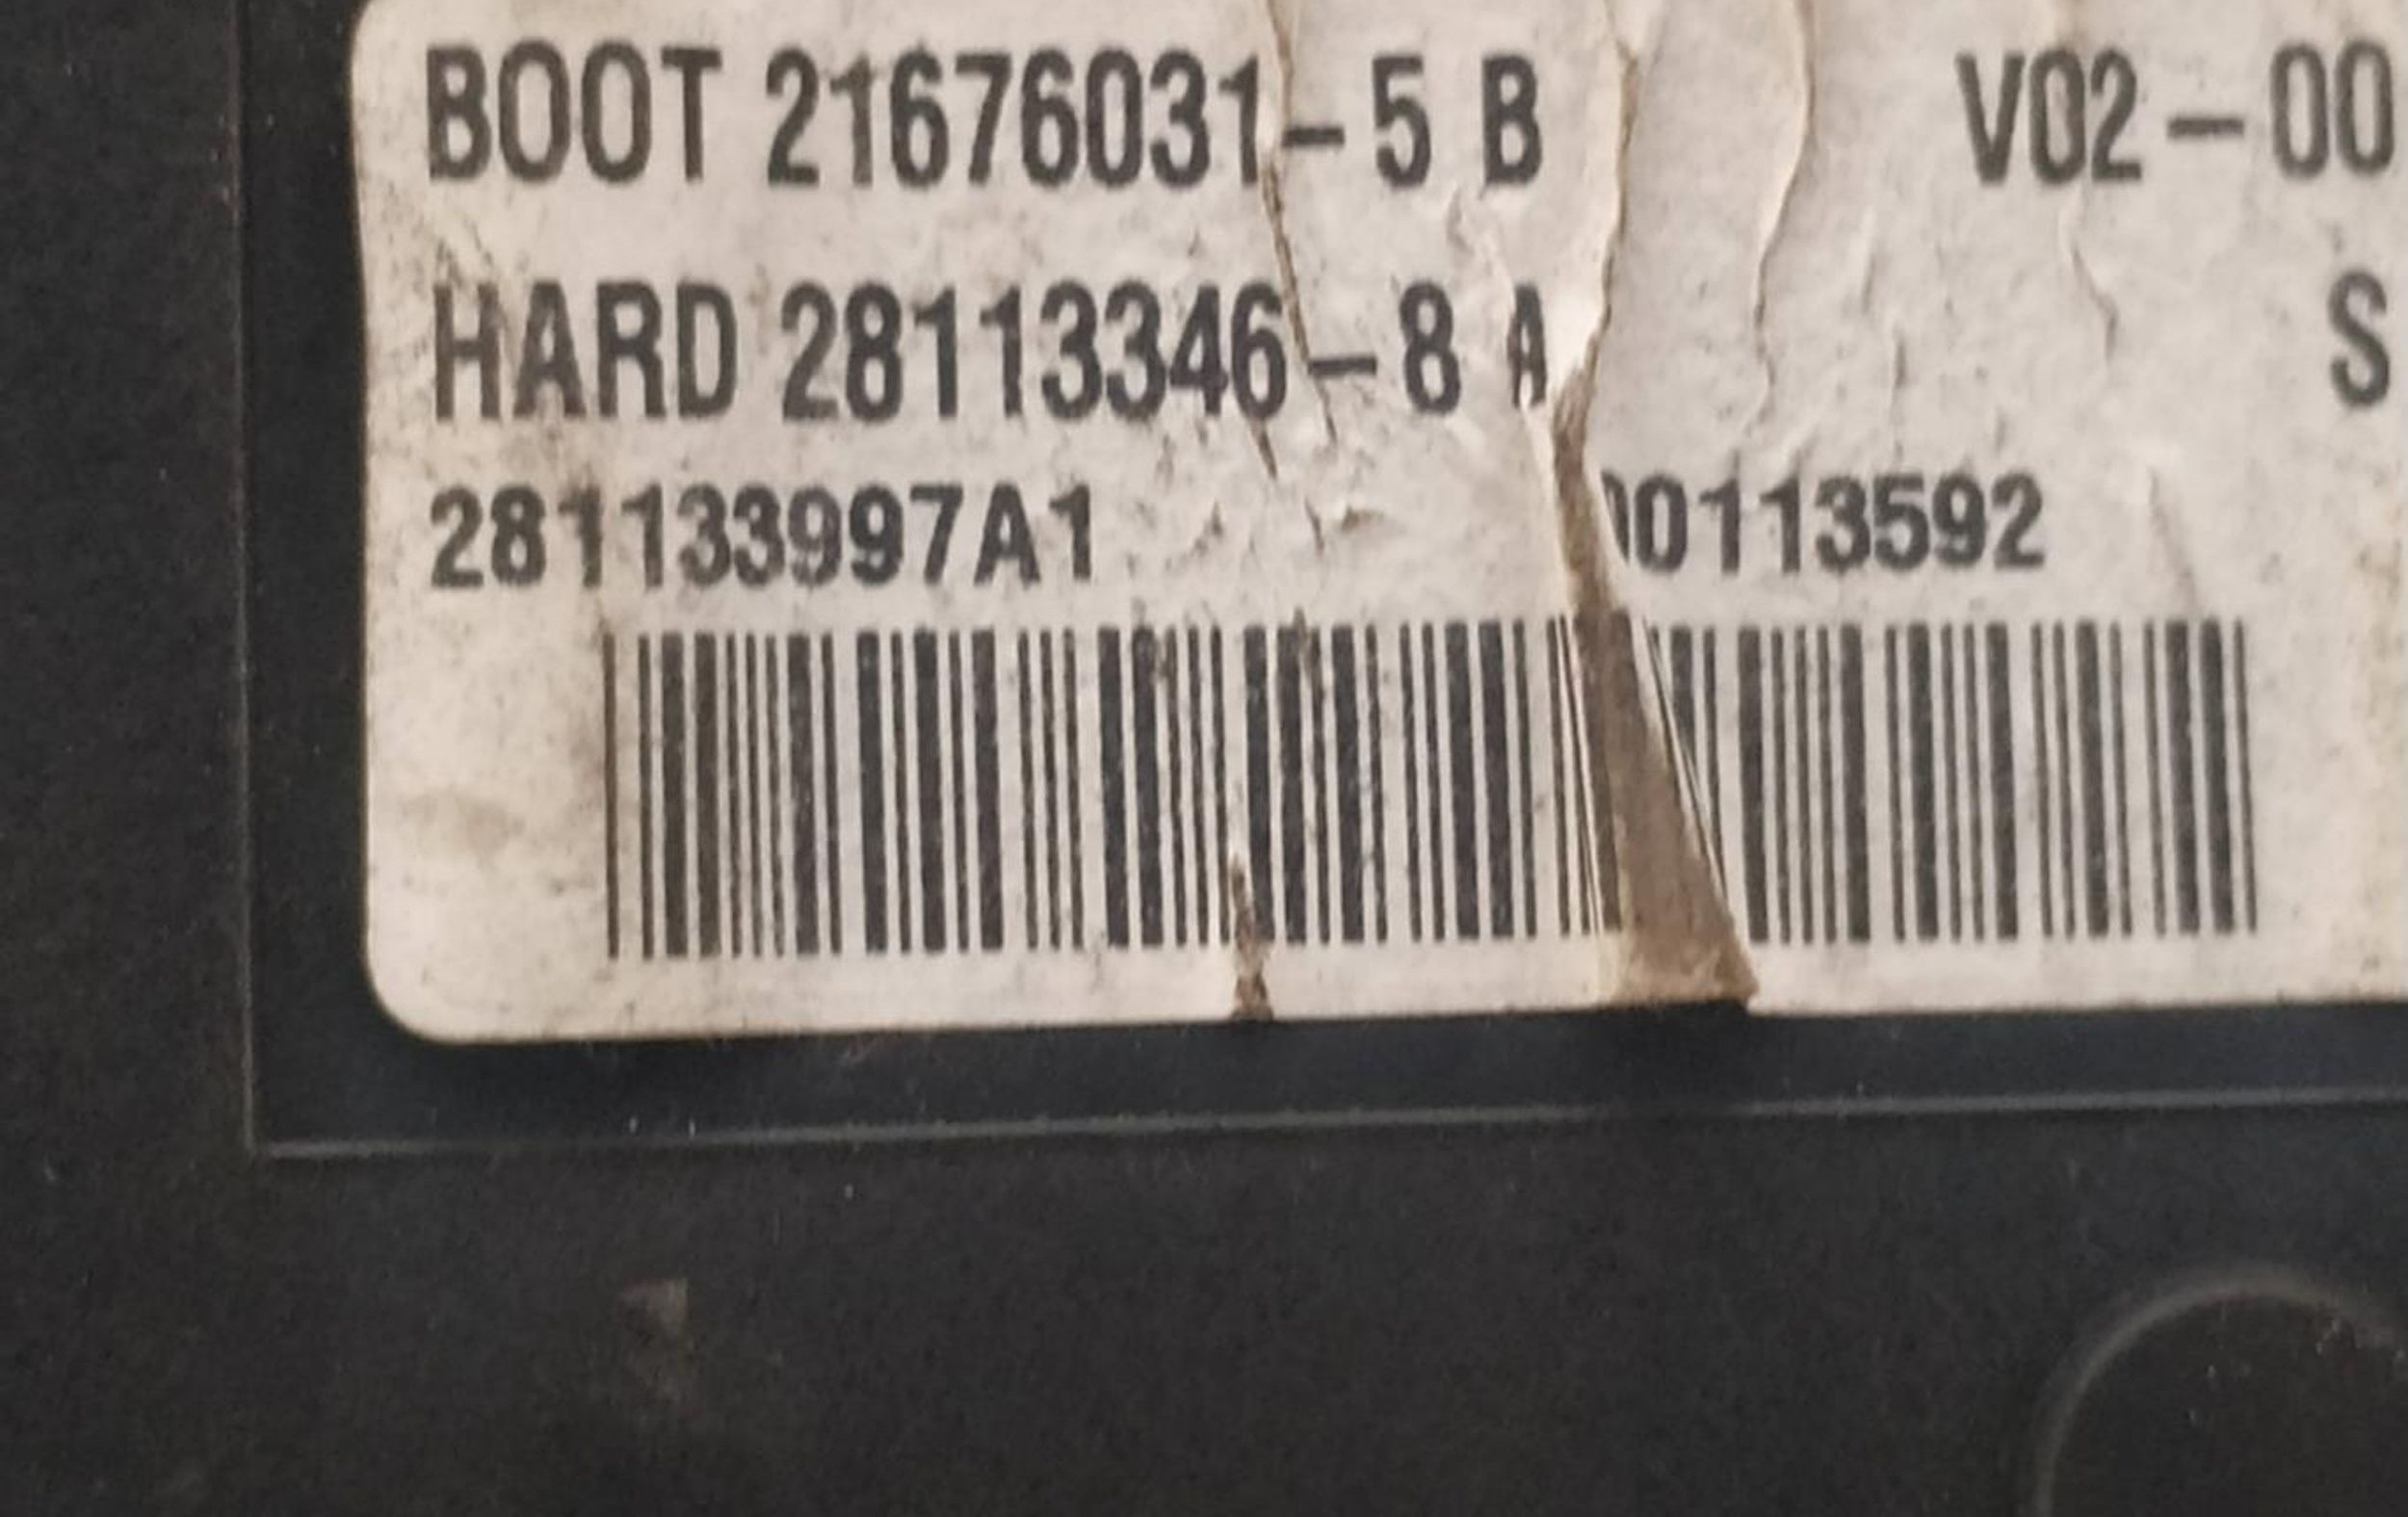 BOOT 21676031-5 B V02-00
HARD 28113346-8 A S
281133997A1 00113592